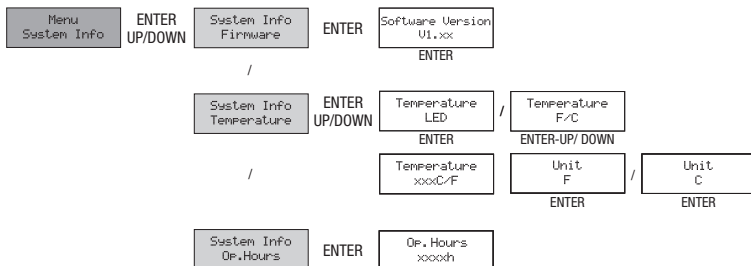 Menu
System Info
ENTER
UP/DOWN
System Info
Firmware
ENTER
Software Version
V1.xx
ENTER
/
System Info
Temperature
ENTER
UP/DOWN
Temperature
LED
ENTER
/
Temperature
F/C
ENTER-UP/ DOWN
/
Temperature
xxxC/F
Unit
F
ENTER
/
Unit
C
ENTER
System Info
Op.Hours
ENTER
Op.Hours
xxxxh